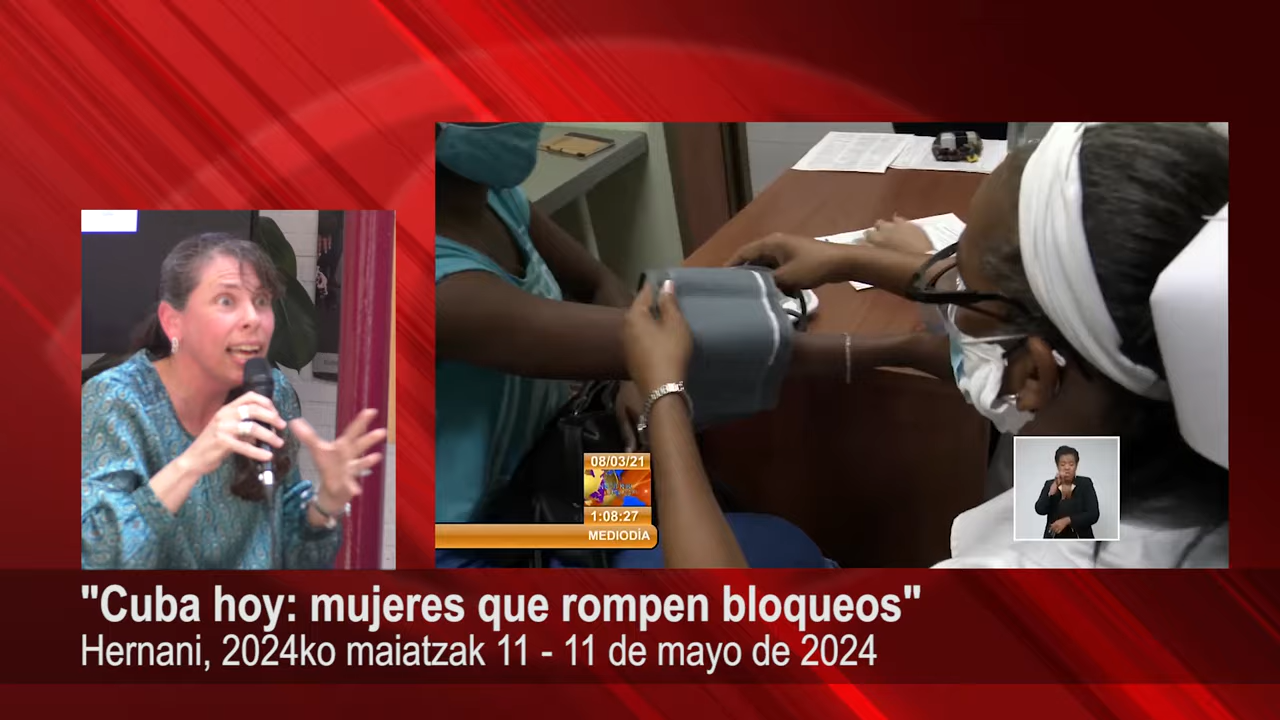 08/03/21
1:08:27
MEDIODÍA
"Cuba hoy: mujeres que rompen bloqueos"
Hernani, 2024ko maiatzak 11 - 11 de mayo de 2024